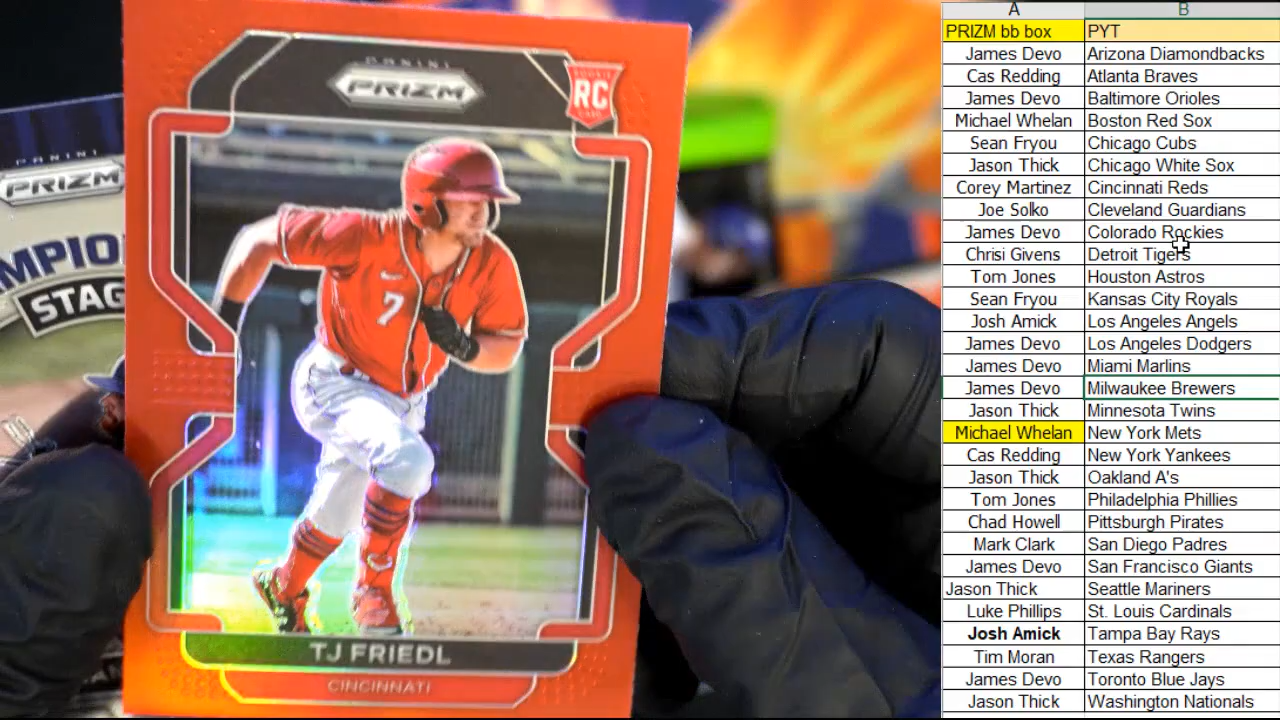 PANINI
PRIZM
ROOKIE
RC
7
TJ FRIEDL
CINCINNATI
PANINI
PRIZM
STAG
A B
PRIZM bb box PYT
James Devo Arizona Diamondbacks
Cas Redding Atlanta Braves
James Devo Baltimore Orioles
Michael Whelan Boston Red Sox
Sean Fryou Chicago Cubs
Jason Thick Chicago White Sox
Corey Martinez Cincinnati Reds
Joe Solko Cleveland Guardians
James Devo Colorado Rockies
Chrisi Givens Detroit Tigers
Tom Jones Houston Astros
Sean Fryou Kansas City Royals
Josh Amick Los Angeles Angels
James Devo Los Angeles Dodgers
James Devo Miami Marlins
James Devo Milwaukee Brewers
Jason Thick Minnesota Twins
Michael Whelan New York Mets
Cas Redding New York Yankees
Jason Thick Oakland A's
Tom Jones Philadelphia Phillies
Chad Howell Pittsburgh Pirates
Mark Clark San Diego Padres
James Devo San Francisco Giants
Jason Thick Seattle Mariners
Luke Phillips St. Louis Cardinals
Josh Amick Tampa Bay Rays
Tim Moran Texas Rangers
James Devo Toronto Blue Jays
Jason Thick Washington Nationals